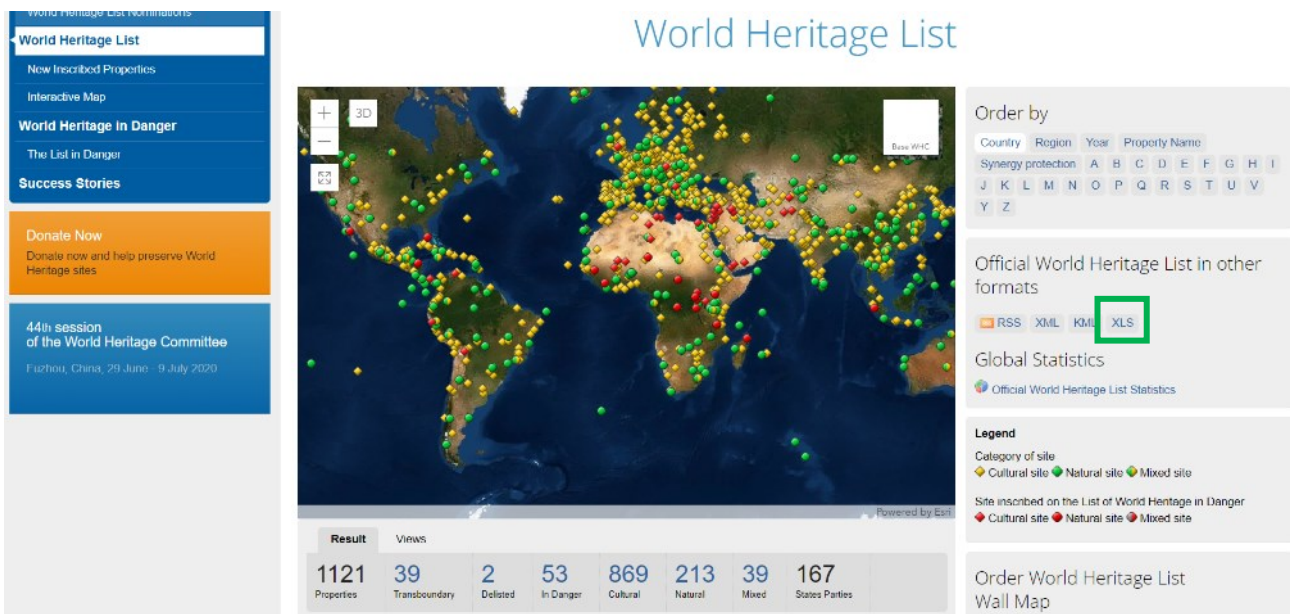 World Heritage List Nominations
World Heritage List
New Inscribed Properties
Interactive Map
World Heritage in Danger
The List in Danger
Success Stories
Donate Now
Donate now and help preserve World
Heritage sites
44th session
of the World Heritage Committee
Fuzhou, China, 29 June - 9 July 2020
World Heritage List
+
3D
−
Base WHC
Powered by Esri
Result Views
1121 39 2 53 869 213 39 167
Properties Transboundary Delisted In Danger Cultural Natural Mixed States Parties
Order by
Country Region Year Property Name
Synergy protection A B C D E F G H I
J K L M N O P Q R S T U V
Y Z
Official World Heritage List in other
formats
RSS XML KML XLS
Global Statistics
Official World Heritage List Statistics
Legend
Category of site
Cultural site Natural site Mixed site
Site inscribed on the List of World Heritage in Danger
Cultural site Natural site Mixed site
Order World Heritage List
Wall Map